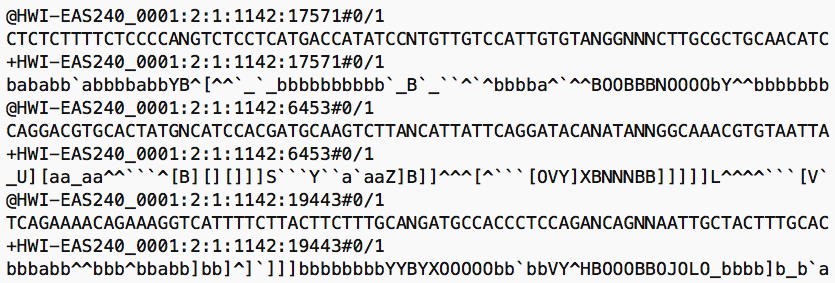 @HWI-EAS240_0001:2:1:1142:17571#0/1
CTCTCTTTTCTCCCCANGTCTCCTCATGACCATATCCNTGTTGTCCATTGTGTANGGNNNCTTGCGCTGCAACATC
+HWI-EAS240_0001:2:1:1142:17571#0/1
bababb`abbbbabbYB^[^^`_`_bbbbbbbbbb`_B`_``^`^bbbba^`^^BOOBBBNOOOObY^^bbbbbbb
@HWI-EAS240_0001:2:1:1142:6453#0/1
CAGGACGTGCACTATGNCATCCACGATGCAAGTCTTANCATTATTCAGGATACANATANNGGCAAACGTGTAATTA
+HWI-EAS240_0001:2:1:1142:6453#0/1
_U][aa_aa^^```^[B][][]]]S```Y``a`aaZ]B]]^^^[^```[OVY]XBNNNBB]]]]]L^^^^```[V`
@HWI-EAS240_0001:2:1:1142:19443#0/1
TCAGAAAACAGAAAGGTCATTTTCTTACTTCTTTGCANGATGCCACCCTCCAGANCAGNNAATTGCTACTTTGCAC
+HWI-EAS240_0001:2:1:1142:19443#0/1
bbbabb^^bbb^bbabb]bb]^]`]]]bbbbbbbbYYBYXOOOOObb`bbVY^HBOOOBBOJOLO_bbbb]b_b`a